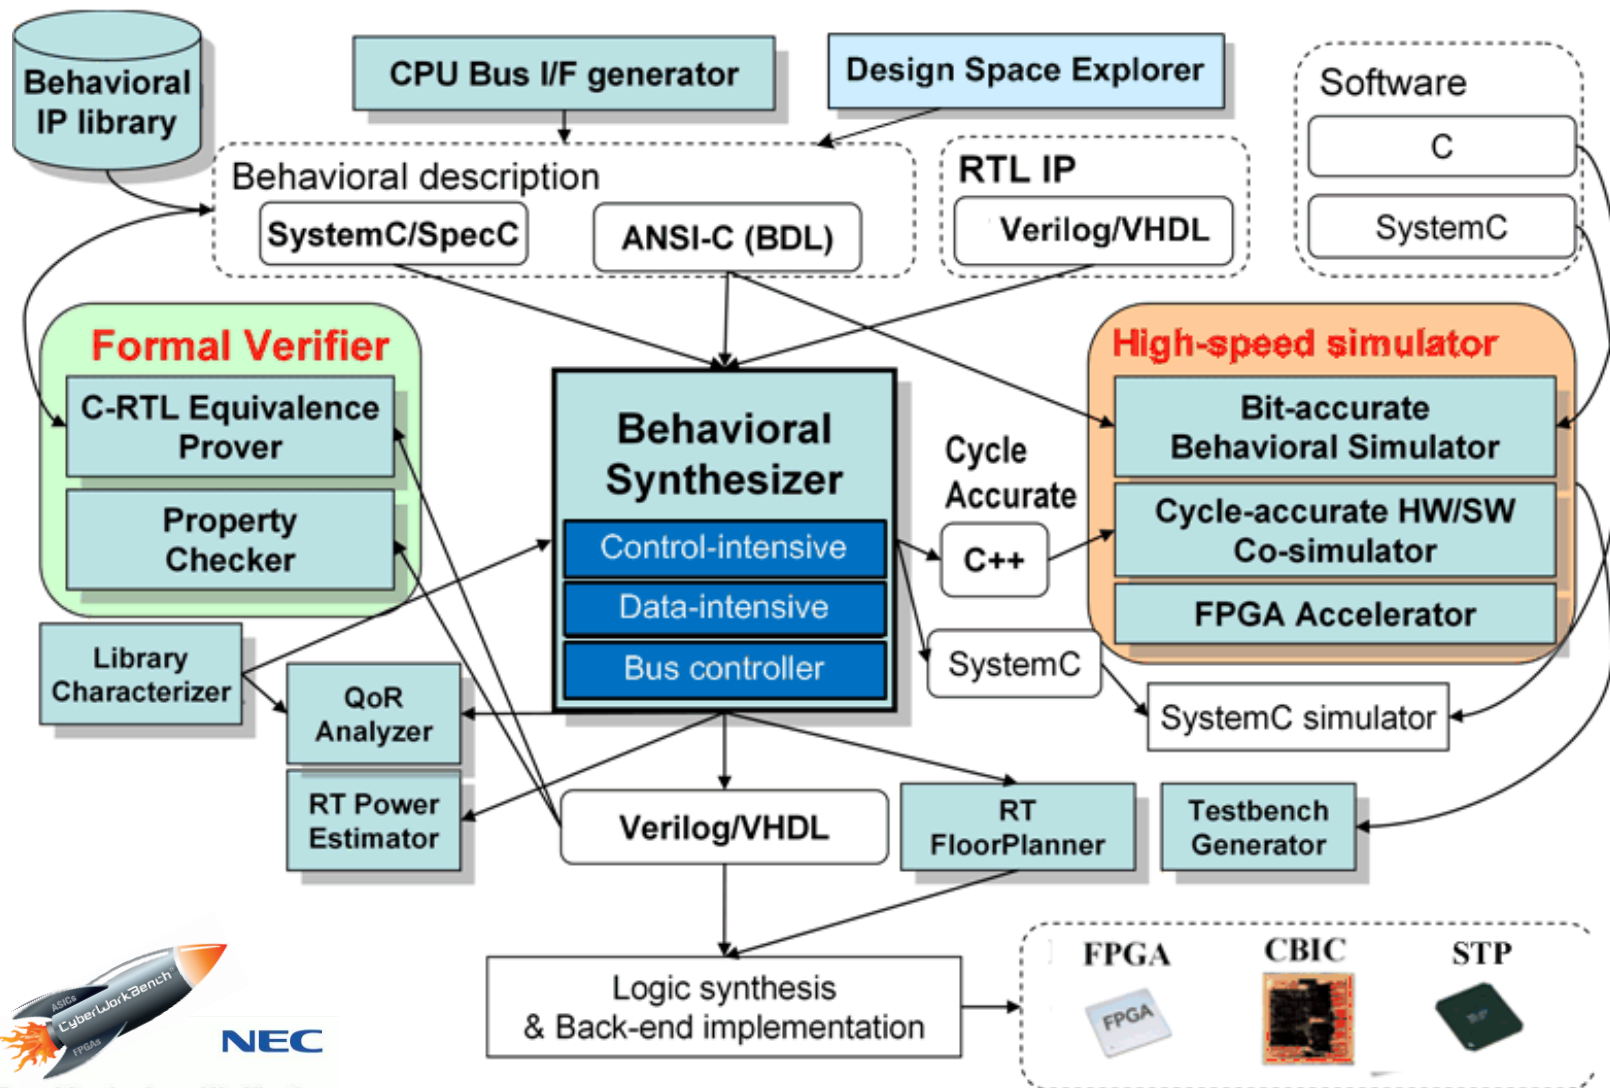 Behavioral
IP library
CPU Bus I/F generator
Design Space Explorer
Software
C
SystemC
Behavioral description
SystemC/SpecC
ANSI-C (BDL)
RTL IP
Verilog/VHDL
Formal Verifier
C-RTL Equivalence
Prover
Property
Checker
Behavioral
Synthesizer
Control-intensive
Data-intensive
Bus controller
Cycle
Accurate
C++
SystemC
High-speed simulator
Bit-accurate
Behavioral Simulator
Cycle-accurate HW/SW
Co-simulator
FPGA Accelerator
SystemC simulator
Library
Characterizer
QoR
Analyzer
RT Power
Estimator
Verilog/VHDL
RT
FloorPlanner
Testbench
Generator
Logic synthesis
& Back-end implementation
FPGA
CBIC
STP
FPGA
ASICs
CyberWorkBench
FPGAs
NEC